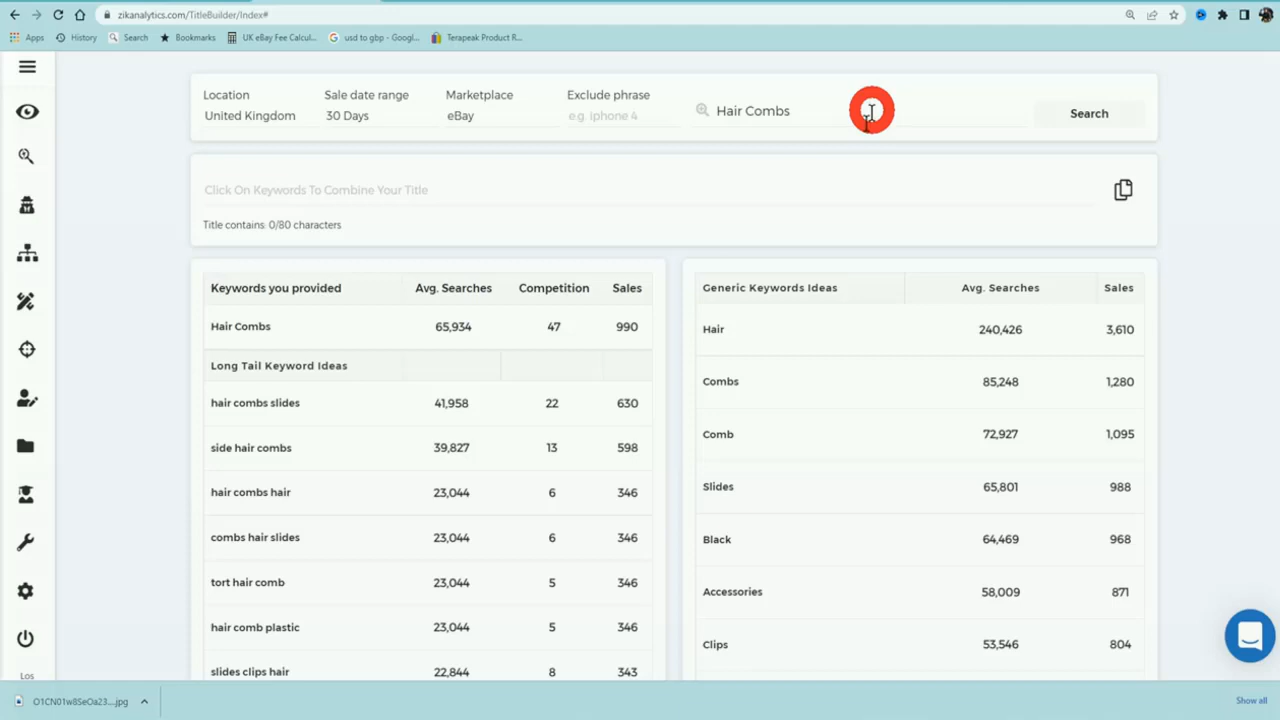 zikanalytics.com/TitleBuilder/Index#
Apps History Search Bookmarks UK eBay Fee Calcul... usd to gbp - Googl... Terapeak Product R...
Location Sale date range Marketplace Exclude phrase
United Kingdom 30 Days eBay e.g. iphone 4 Hair Combs Search
Click On Keywords To Combine Your Title
Title contains: 0/80 characters
Keywords you provided Avg. Searches Competition Sales
Hair Combs 65,934 47 990
Long Tail Keyword Ideas
hair combs slides 41,958 22 630
side hair combs 39,827 13 598
hair combs hair 23,044 6 346
combs hair slides 23,044 6 346
tort hair comb 23,044 5 346
hair comb plastic 23,044 5 346
slides clips hair 22,844 8 343
Generic Keywords Ideas Avg. Searches Sales
Hair 240,426 3,610
Combs 85,248 1,280
Comb 72,927 1,095
Slides 65,801 988
Black 64,469 968
Accessories 58,009 871
Clips 53,546 804
Los
O1CN01w8SeOa23....jpg
Show all